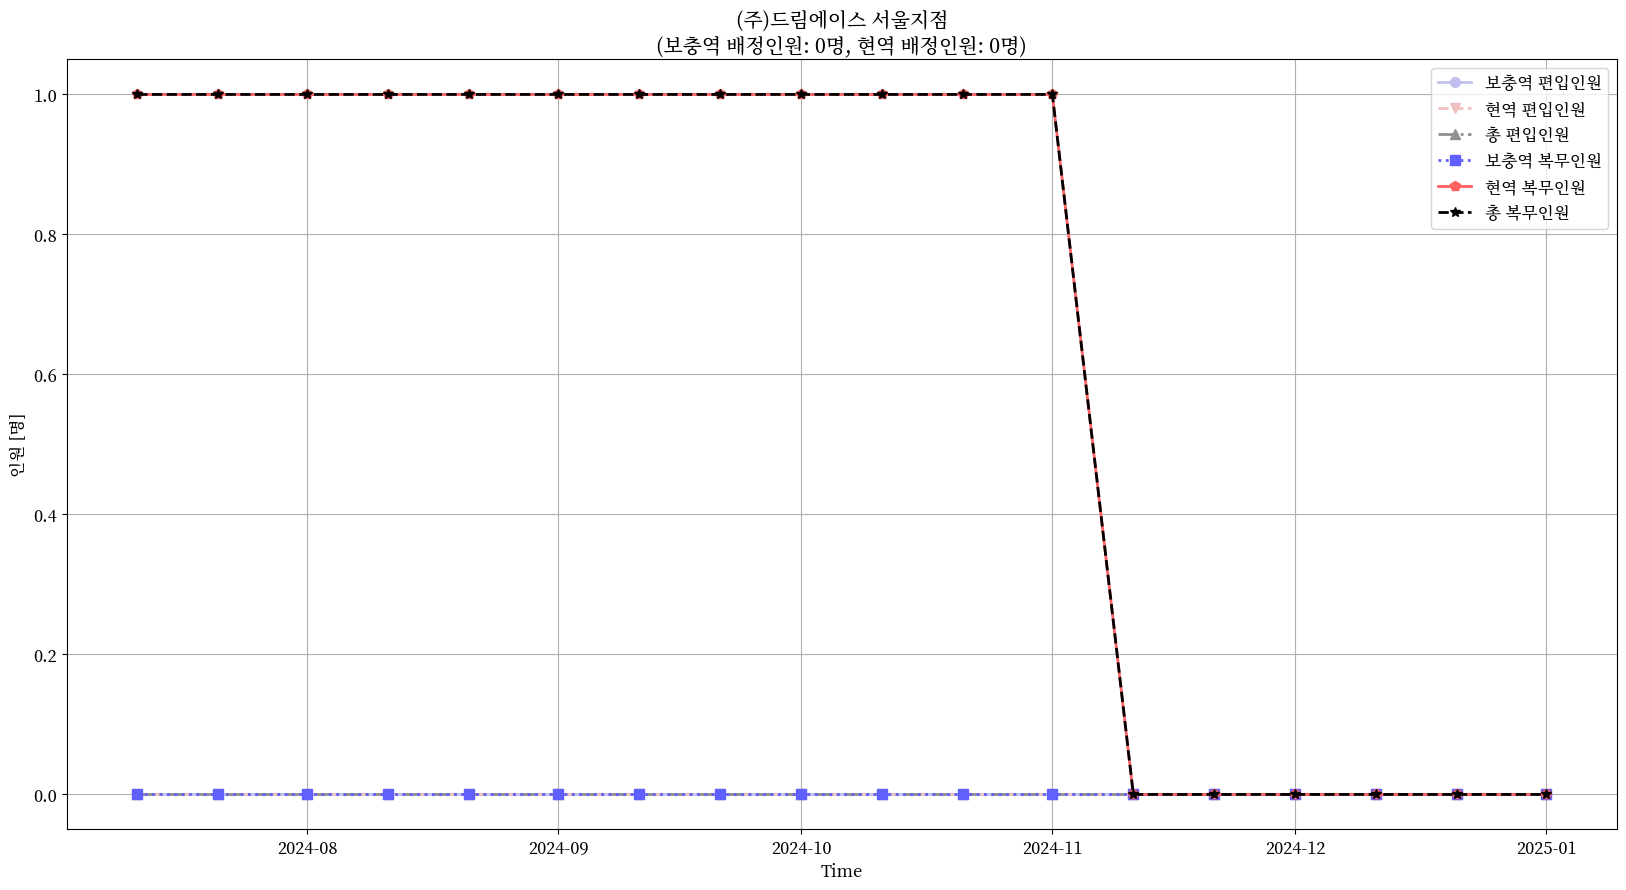 (주)드림에이스 서울지점
(보충역 배정인원: 0명, 현역 배정인원: 0명)
보충역 편입인원
현역 편입인원
총 편입인원
보충역 복무인원
현역 복무인원
총 복무인원
인원 [명]
1.0
0.8
0.6
0.4
0.2
0.0
2024-08 2024-09 2024-10 2024-11 2024-12 2025-01
Time